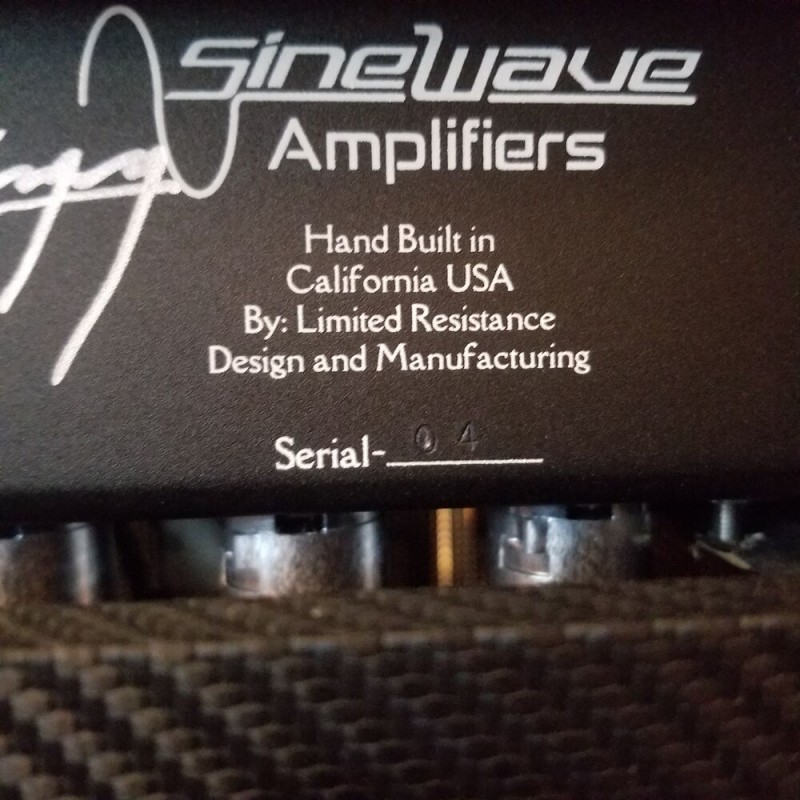 SineWave
Amplifiers
Hand Built in
California USA
By: Limited Resistance
Design and Manufacturing
Serial- 04